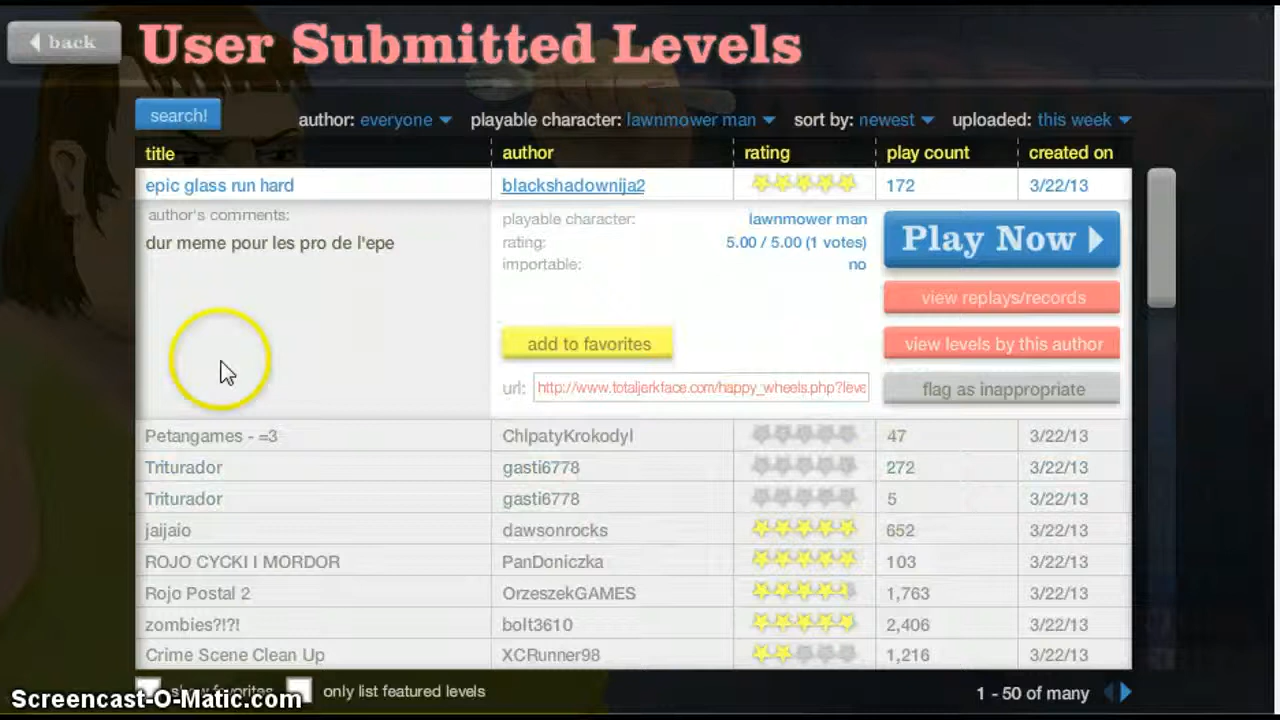 back
User Submitted Levels
search!
author: everyone playable character: lawnmower man sort by: newest uploaded: this week
title author rating play count created on
epic glass run hard blackshadownija2 172 3/22/13
author's comments:
dur meme pour les pro de l'epe
playable character: lawnmower man
rating: 5.00 / 5.00 (1 votes)
importable: no
Play Now
view replays/records
add to favorites
view levels by this author
url: http://www.totaljerkface.com/happy_wheels.php?leve
flag as inappropriate
Petangames - =3 ChlpatyKrokodyl 47 3/22/13
Triturador gasti6778 272 3/22/13
Triturador gasti6778 5 3/22/13
jaijaio dawsonrocks 652 3/22/13
ROJO CYCKI I MORDOR PanDoniczka 103 3/22/13
Rojo Postal 2 OrzeszekGAMES 1,763 3/22/13
zombies?!?! bolt3610 2,406 3/22/13
Crime Scene Clean Up XCRunner98 1,216 3/22/13
show favorites only list featured levels 1 - 50 of many
Screencast-O-Matic.com